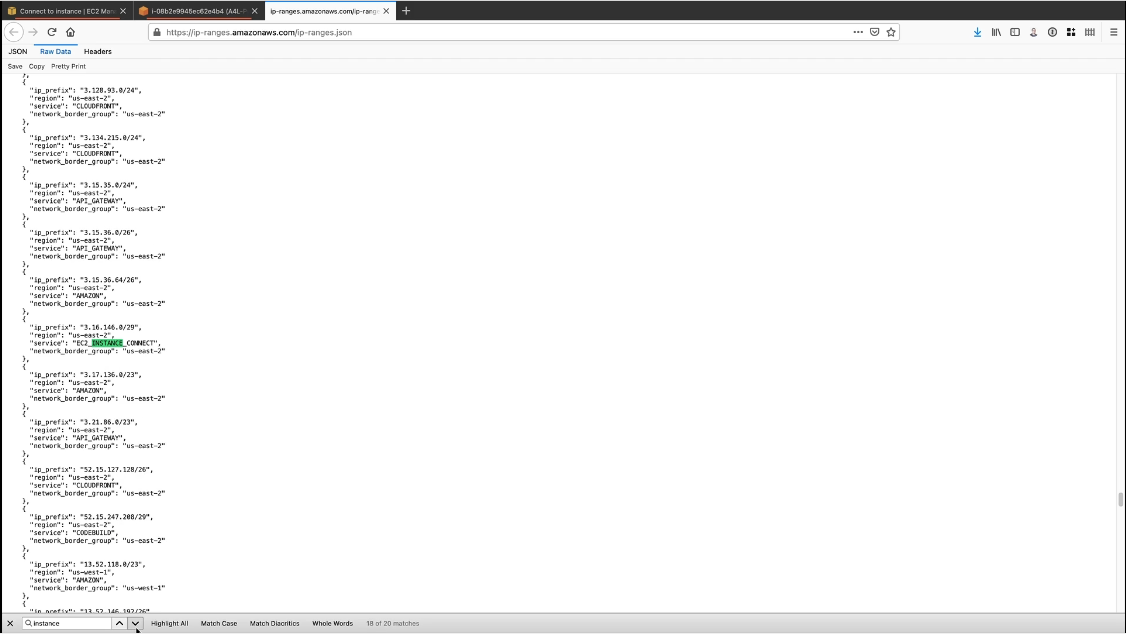 Connect to instance | EC2 Man
i-08b2e9946ec62e4b4 (A4L-P
ip-ranges.amazonaws.com/ip-rang
https://ip-ranges.amazonaws.com/ip-ranges.json
JSON Raw Data Headers
Save Copy Pretty Print
},
{
"ip_prefix": "3.128.93.0/24",
"region": "us-east-2",
"service": "CLOUDFRONT",
"network_border_group": "us-east-2"
},
{
"ip_prefix": "3.134.215.0/24",
"region": "us-east-2",
"service": "CLOUDFRONT",
"network_border_group": "us-east-2"
},
{
"ip_prefix": "3.15.35.0/24",
"region": "us-east-2",
"service": "API_GATEWAY",
"network_border_group": "us-east-2"
},
{
"ip_prefix": "3.15.36.0/26",
"region": "us-east-2",
"service": "API_GATEWAY",
"network_border_group": "us-east-2"
},
{
"ip_prefix": "3.15.36.64/26",
"region": "us-east-2",
"service": "AMAZON",
"network_border_group": "us-east-2"
},
{
"ip_prefix": "3.16.146.0/29",
"region": "us-east-2",
"service": "EC2_INSTANCE_CONNECT",
"network_border_group": "us-east-2"
},
{
"ip_prefix": "3.17.136.0/23",
"region": "us-east-2",
"service": "AMAZON",
"network_border_group": "us-east-2"
},
{
"ip_prefix": "3.21.86.0/23",
"region": "us-east-2",
"service": "API_GATEWAY",
"network_border_group": "us-east-2"
},
{
"ip_prefix": "52.15.127.128/26",
"region": "us-east-2",
"service": "CLOUDFRONT",
"network_border_group": "us-east-2"
},
{
"ip_prefix": "52.15.247.208/29",
"region": "us-east-2",
"service": "CODEBUILD",
"network_border_group": "us-east-2"
},
{
"ip_prefix": "13.52.118.0/23",
"region": "us-west-1",
"service": "AMAZON",
"network_border_group": "us-west-1"
},
{
"ip_prefix": "13.52.146.192/26"
instance Highlight All Match Case Match Diacritics Whole Words 18 of 20 matches